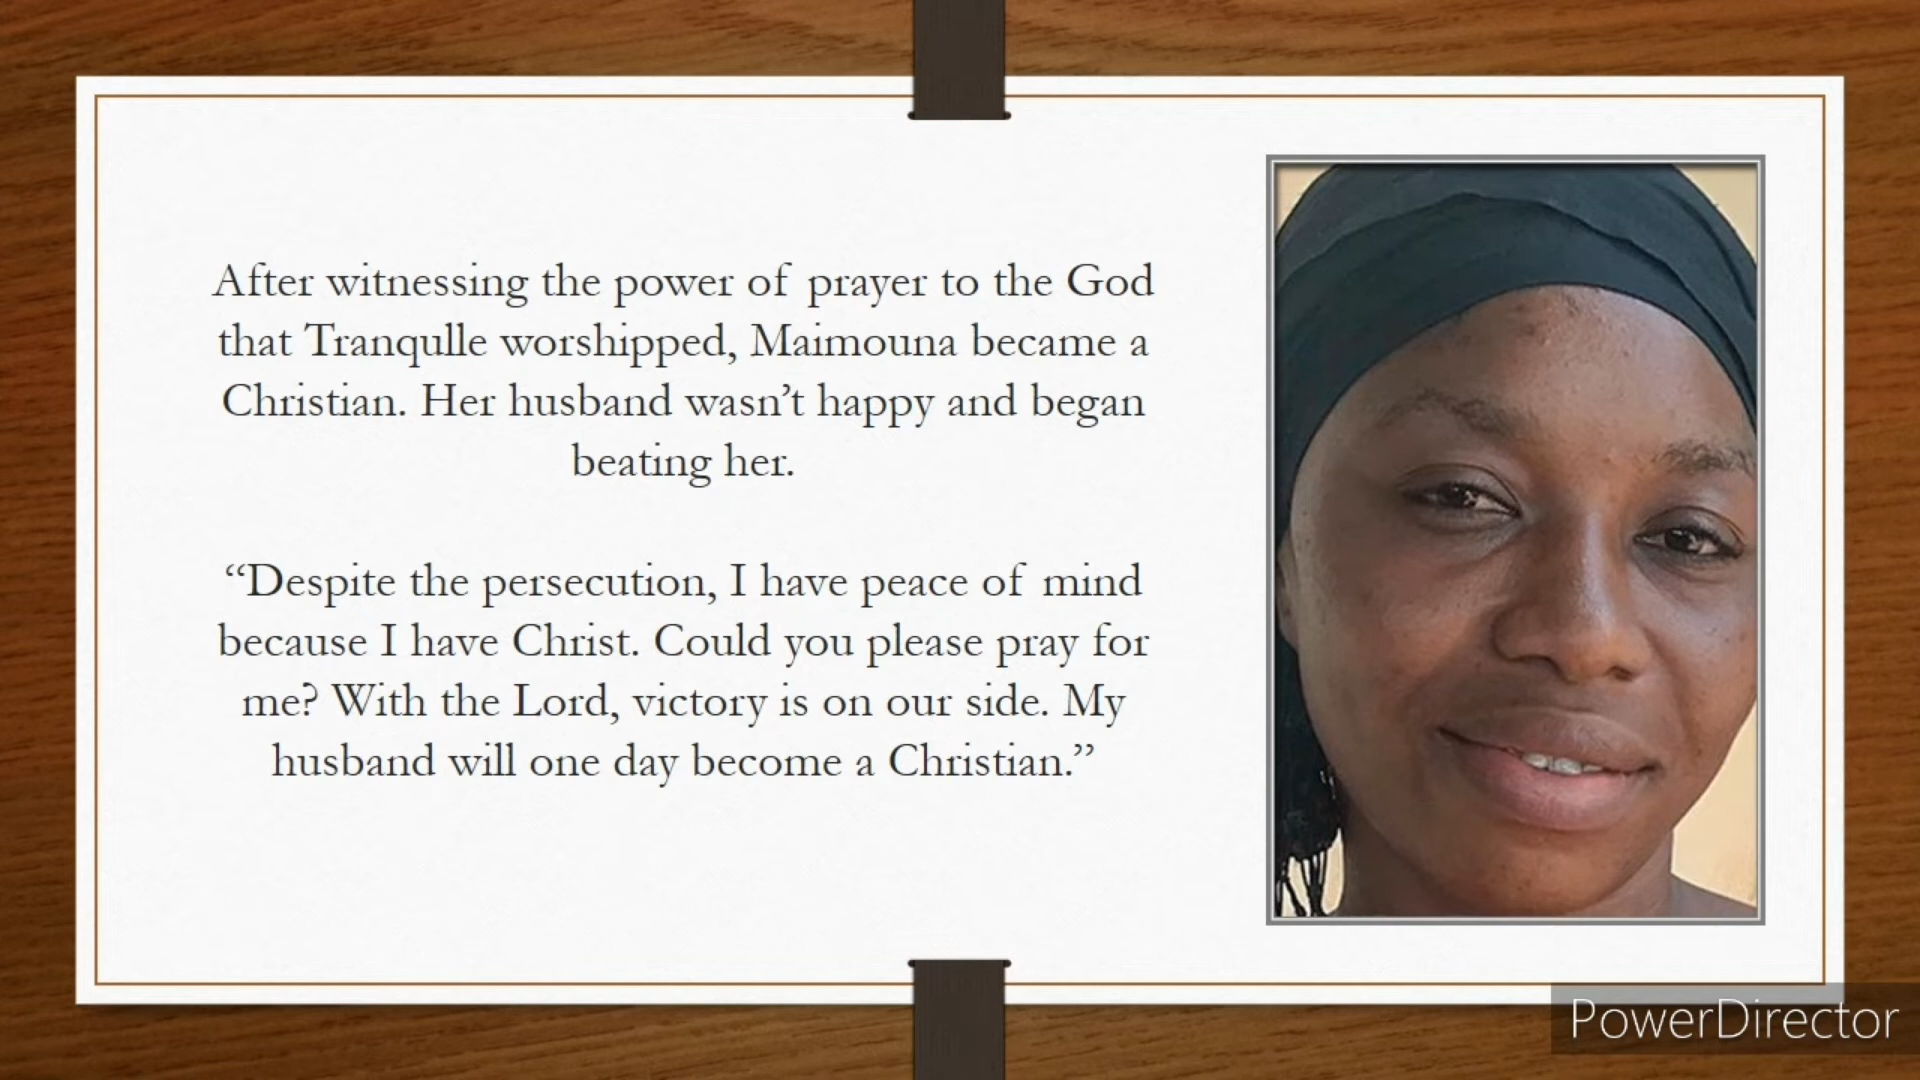 After witnessing the power of prayer to the God
that Tranqulle worshipped, Maimouna became a
Christian. Her husband wasn’t happy and began
beating her.
“Despite the persecution, I have peace of mind
because I have Christ. Could you please pray for
me? With the Lord, victory is on our side. My
husband will one day become a Christian.”
PowerDirector